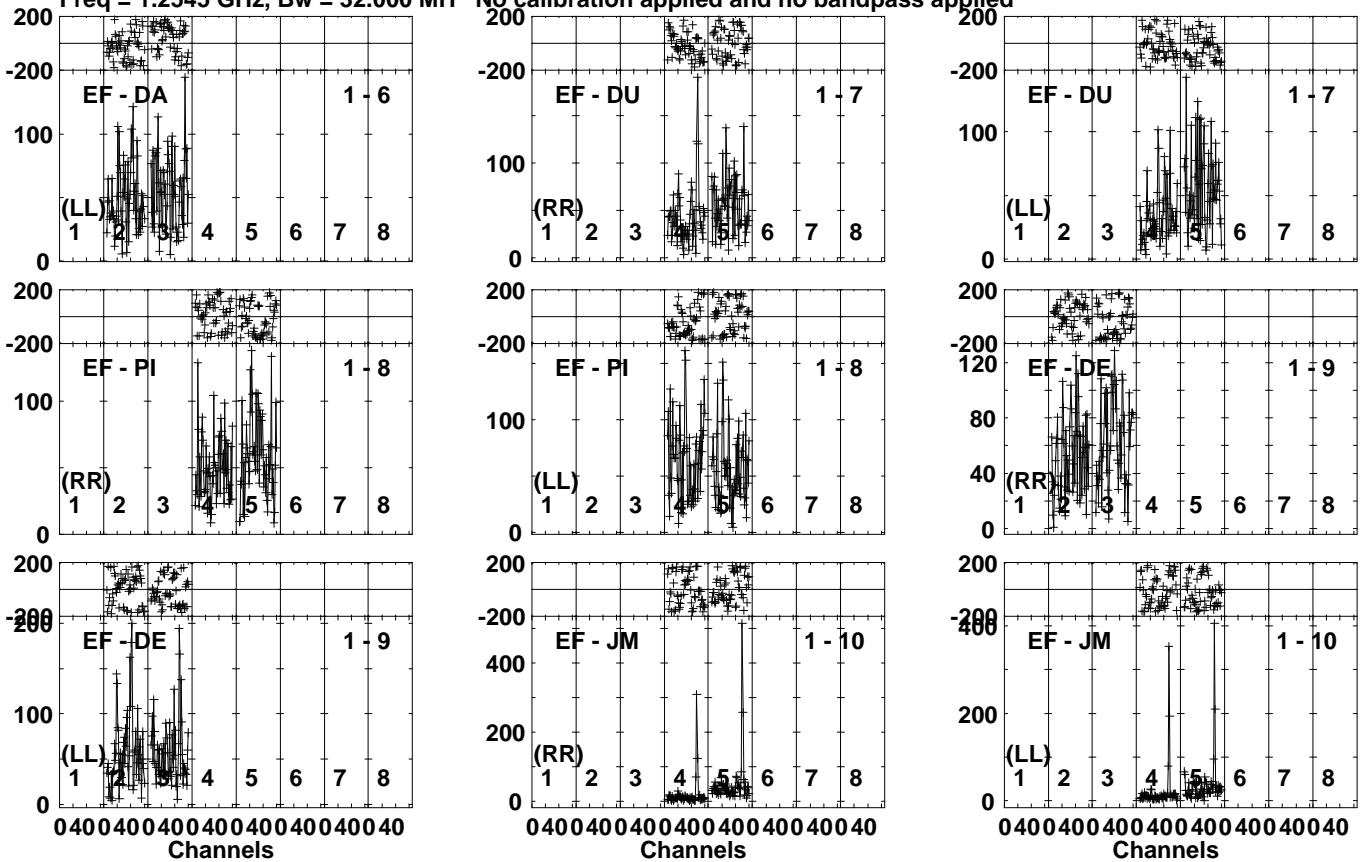 Freq = 1.2545 GHz, Bw = 32.000 MH No calibration applied and no bandpass applied
200 200 200
-200 -200 -200
EF - DA 1 - 6 EF - DU 1 - 7 EF - DU 1 - 7
100 100 100
(LL) (RR) (LL)
1 2 3 4 5 6 7 8 1 2 3 4 5 6 7 8 1 2 3 4 5 6 7 8
0 0 0
200 200 200
-200 -200 -200
EF - PI 1 - 8 EF - PI 1 - 8 EF - DE 1 - 9
120
100 100 80
40
(RR) (LL) (RR)
1 2 3 4 5 6 7 8 1 2 3 4 5 6 7 8 1 2 3 4 5 6 7 8
0 0 0
200 200 200
-200 -200 -200
200 400
EF - DE 1 - 9 EF - JM 1 - 10 EF - JM 1 - 10
400
100 200 200
(LL) (RR) (LL)
1 2 3 4 5 6 7 8 1 2 3 4 5 6 7 8 1 2 3 4 5 6 7 8
0 0 0
0 40 0 40 0 40 0 40 0 40 0 40 0 40 0 40 0 40 0 40 0 40 0 40 0 40 0 40 0 40 0 40 0 40 0 40 0 40 0 40 0 40 0 40 0 40 0 40
Channels Channels Channels